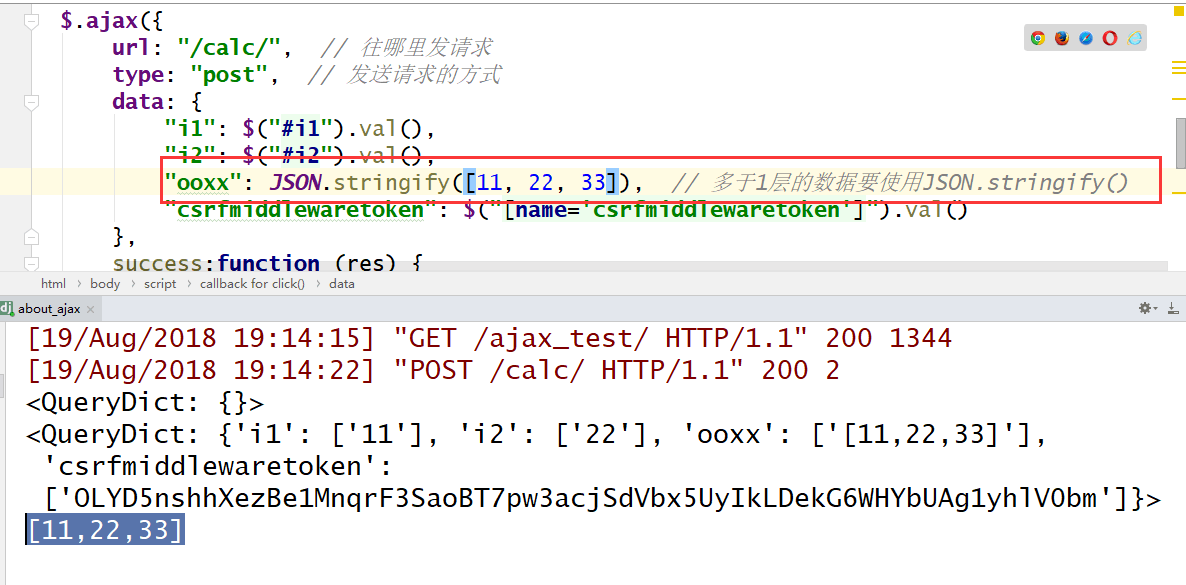 $.ajax({
url: "/calc/",  // 往哪里发请求
type: "post",  // 发送请求的方式
data: {
"i1": $("#i1").val(),
"i2": $("#i2").val(),
"ooxx": JSON.stringify([11, 22, 33]),  // 多于1层的数据要使用JSON.stringify()
"csrfmiddlewaretoken": $("[name='csrfmiddlewaretoken']").val()
},
success:function (res) {
html › body › script › callback for click() › data
dj about_ajax ×
[19/Aug/2018 19:14:15] "GET /ajax_test/ HTTP/1.1" 200 1344
[19/Aug/2018 19:14:22] "POST /calc/ HTTP/1.1" 200 2
<QueryDict: {}>
<QueryDict: {'i1': ['11'], 'i2': ['22'], 'ooxx': ['[11,22,33]'],
'csrfmiddlewaretoken':
['OLYD5nshhXezBe1MnqrF3SaoBT7pw3acjSdVbx5UyIkLDekG6WHYbUAg1yhlV0bm']}>
[11,22,33]